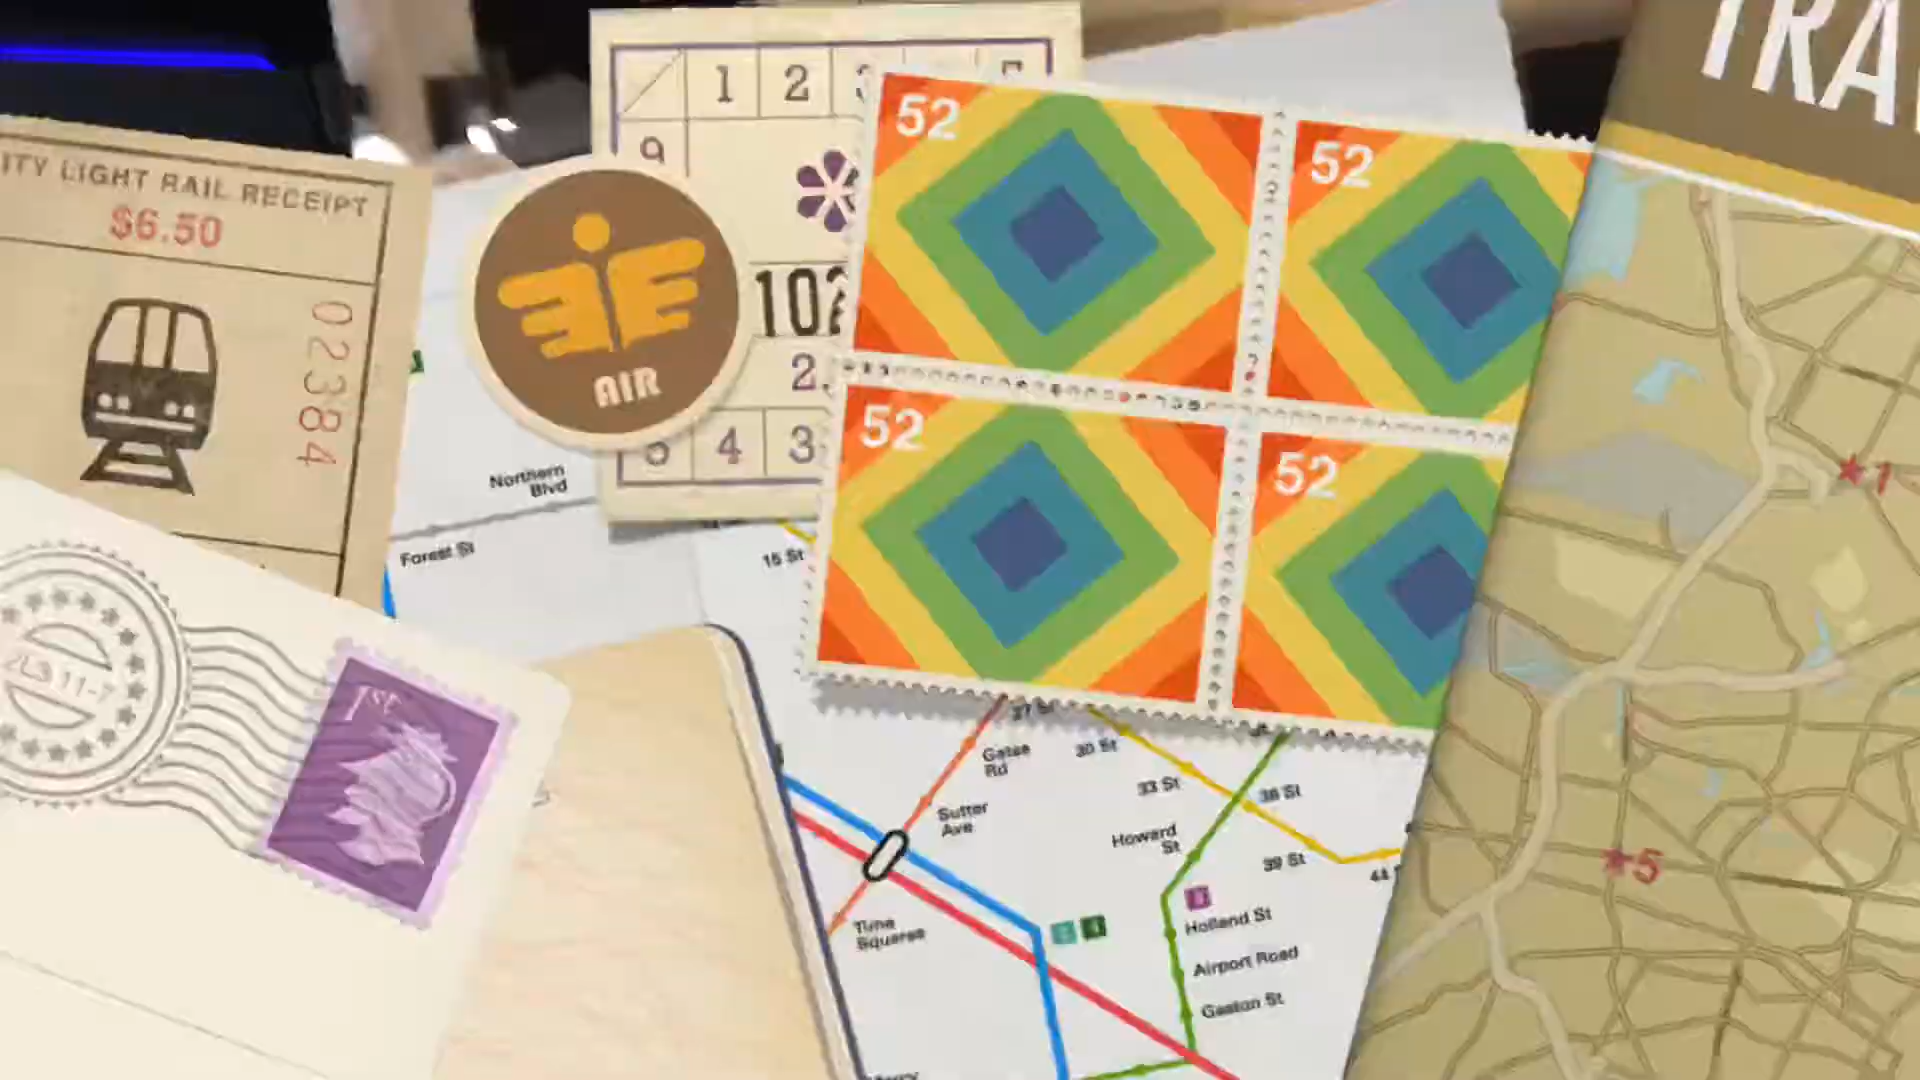 ITY LIGHT RAIL RECEIPT
$6.50
02384
1 2 3
9
102
2.
5 4 3
AIR
52
52
52
52
TRA
1
5
1ST
Northern
Blvd
Forest St
15 St
Gates
Rd
30 St
33 St
38 St
Sutter
Ave
Howard
St
39 St
44
Time
Squares
Holland St
Airport Road
Gaston St